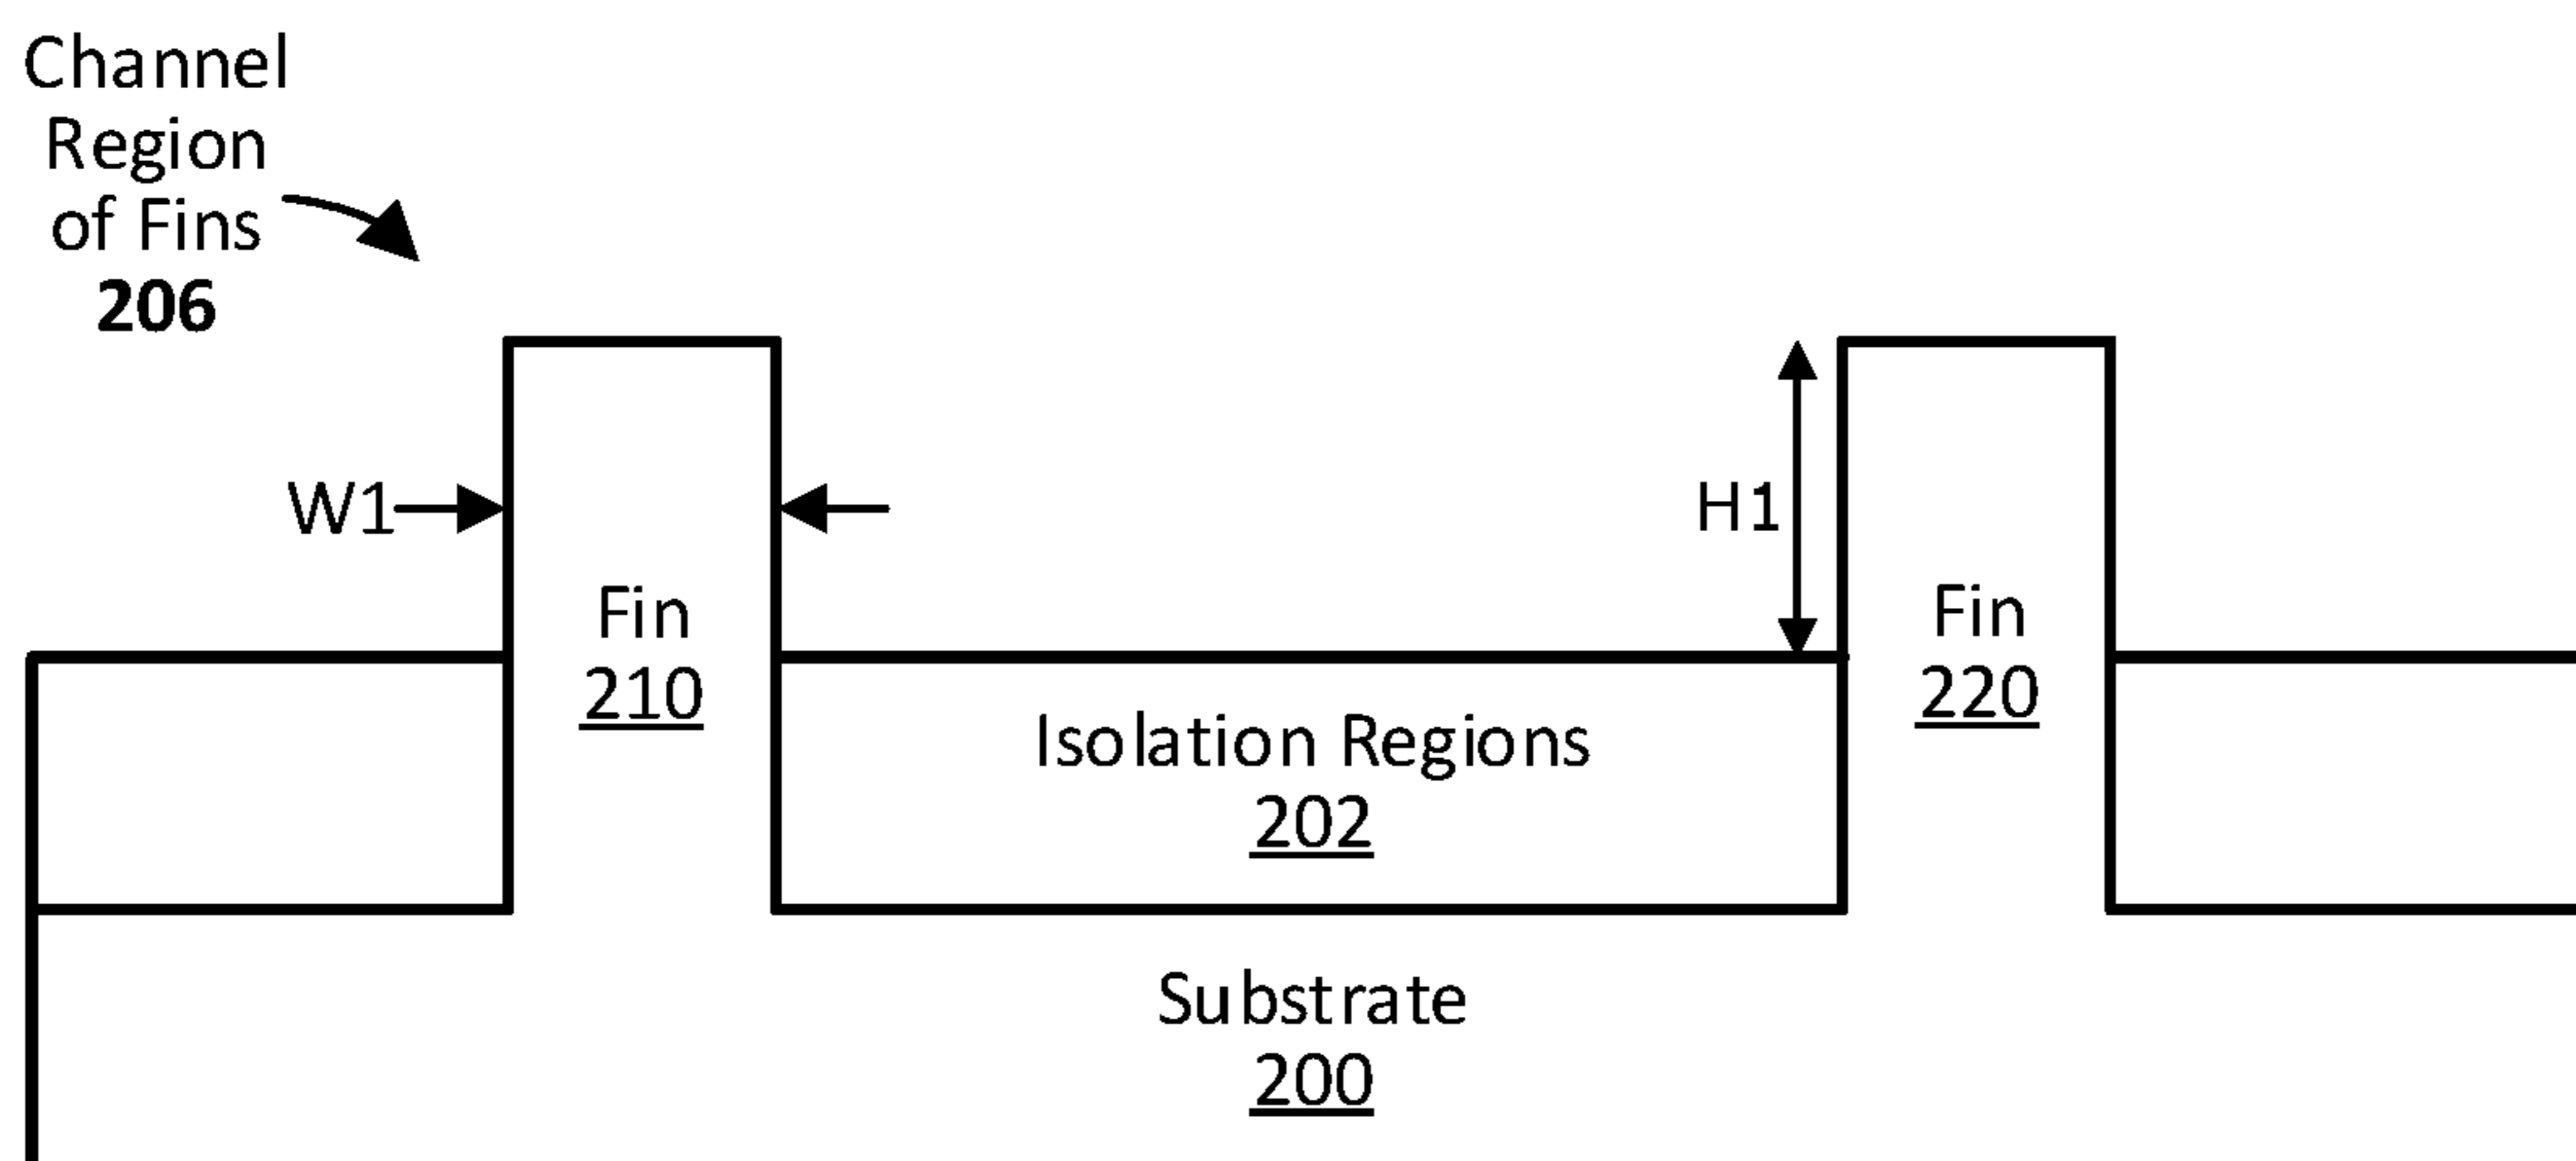 Channel
Region
of Fins
206
W1
H1
Fin
210
Fin
220
Isolation Regions
202
Substrate
200